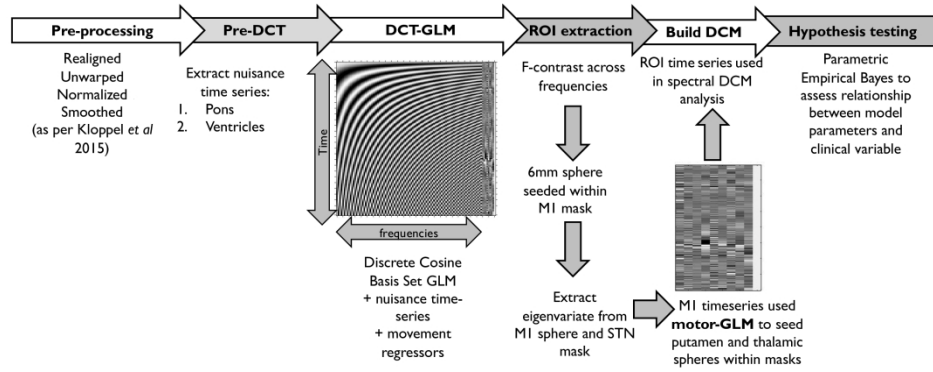 Pre-processing
Pre-DCT
DCT-GLM
ROI extraction
Build DCM
Hypothesis testing
Realigned
Unwarped
Normalized
Smoothed
(as per Kloppel et al
2015)
Extract nuisance
time series:
1. Pons
2. Ventricles
Time
frequencies
Discrete Cosine
Basis Set GLM
+ nuisance time-
series
+ movement
regressors
F-contrast across
frequencies
6mm sphere
seeded within
M1 mask
Extract
eigenvariate from
M1 sphere and STN
mask
ROI time series used
in spectral DCM
analysis
M1 timeseries used
motor-GLM to seed
putamen and thalamic
spheres within masks
Parametric
Empirical Bayes to
assess relationship
between model
parameters and
clinical variable